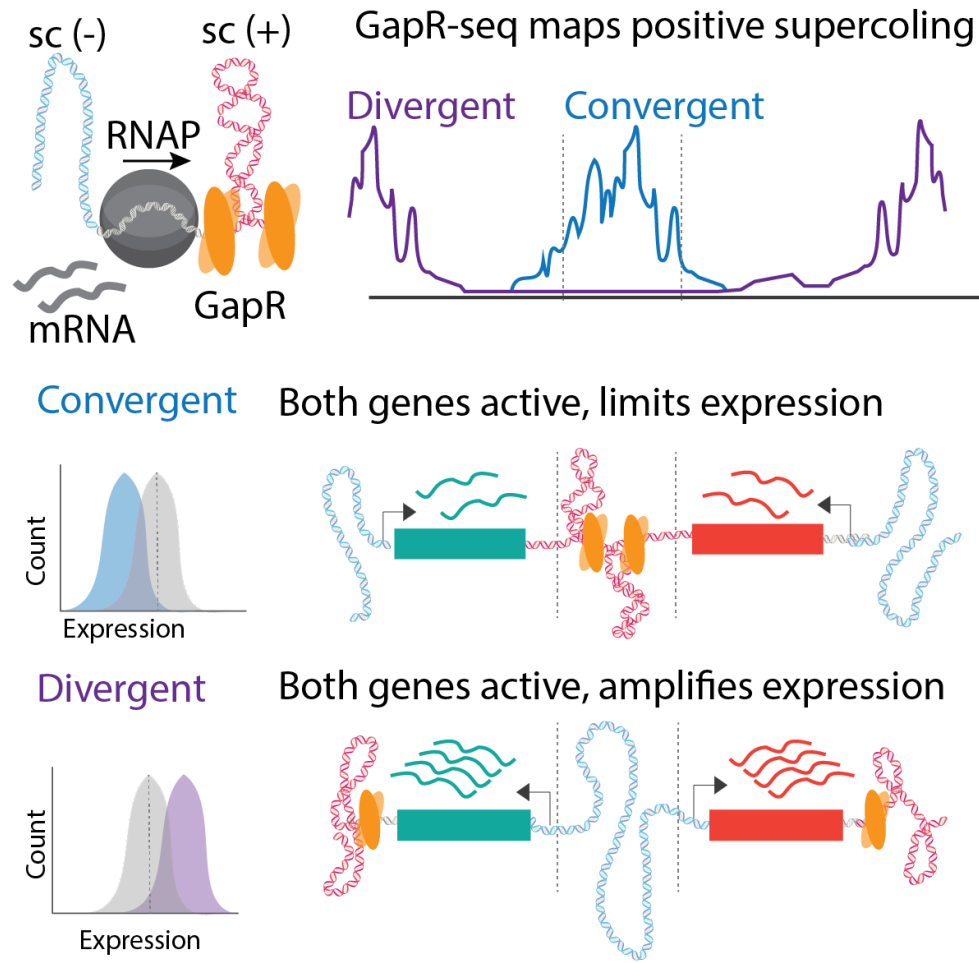 sc (-)
sc (+)
GapR-seq maps positive supercoling
Divergent
Convergent
RNAP
GapR
mRNA
Convergent
Both genes active, limits expression
Count
Expression
Divergent
Both genes active, amplifies expression
Count
Expression